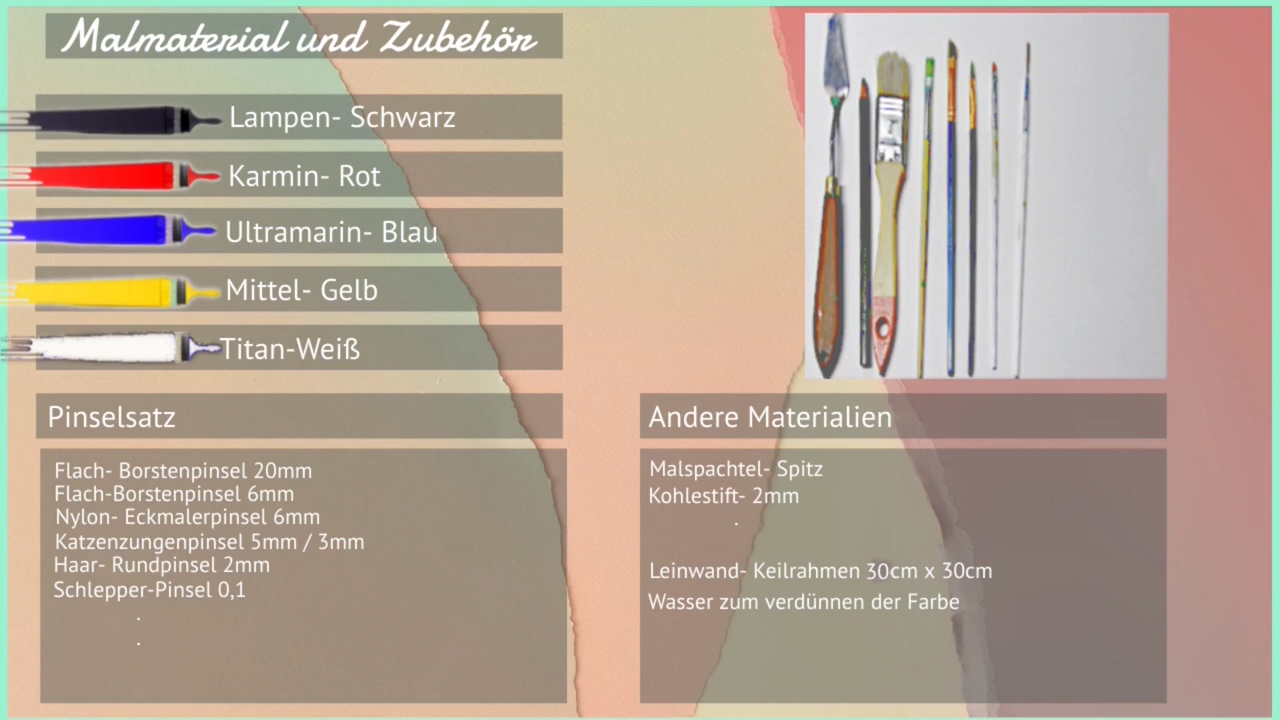 Malmaterial und Zubehör
Lampen- Schwarz
Karmin- Rot
Ultramarin- Blau
Mittel- Gelb
Titan-Weiß
Pinselsatz
Flach- Borstenpinsel 20mm
Flach-Borstenpinsel 6mm
Nylon- Eckmalerpinsel 6mm
Katzenzungenpinsel 5mm / 3mm
Haar- Rundpinsel 2mm
Schlepper-Pinsel 0,1
.
.
Andere Materialien
Malspachtel- Spitz
Kohlestift- 2mm
.
Leinwand- Keilrahmen 30cm x 30cm
Wasser zum verdünnen der Farbe